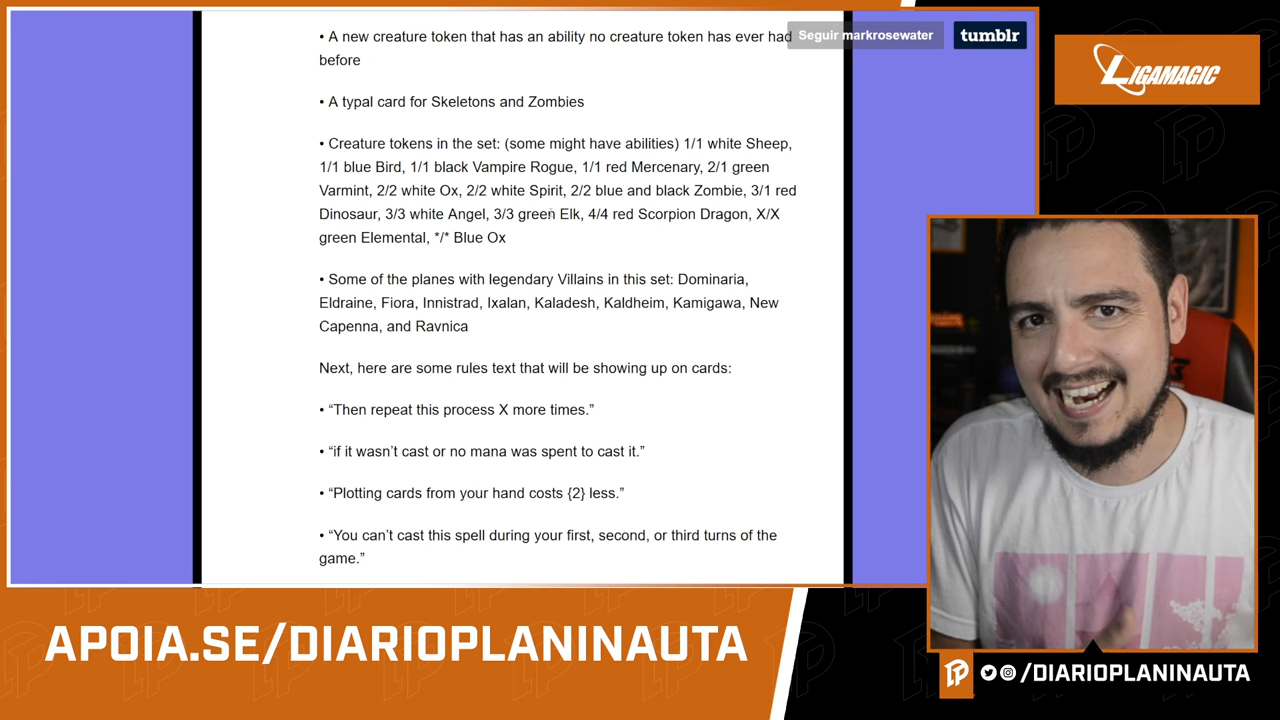 • A new creature token that has an ability no creature token has ever had
before
Seguir markrosewater
tumblr
LIGAMAGIC
• A typal card for Skeletons and Zombies
• Creature tokens in the set: (some might have abilities) 1/1 white Sheep,
1/1 blue Bird, 1/1 black Vampire Rogue, 1/1 red Mercenary, 2/1 green
Varmint, 2/2 white Ox, 2/2 white Spirit, 2/2 blue and black Zombie, 3/1 red
Dinosaur, 3/3 white Angel, 3/3 green Elk, 4/4 red Scorpion Dragon, X/X
green Elemental, */* Blue Ox
• Some of the planes with legendary Villains in this set: Dominaria,
Eldraine, Fiora, Innistrad, Ixalan, Kaladesh, Kaldheim, Kamigawa, New
Capenna, and Ravnica
Next, here are some rules text that will be showing up on cards:
• “Then repeat this process X more times.”
• “if it wasn’t cast or no mana was spent to cast it.”
• “Plotting cards from your hand costs {2} less.”
• “You can’t cast this spell during your first, second, or third turns of the
game.”
APOIA.SE/DIARIOPLANINAUTA
/DIARIOPLANINAUTA